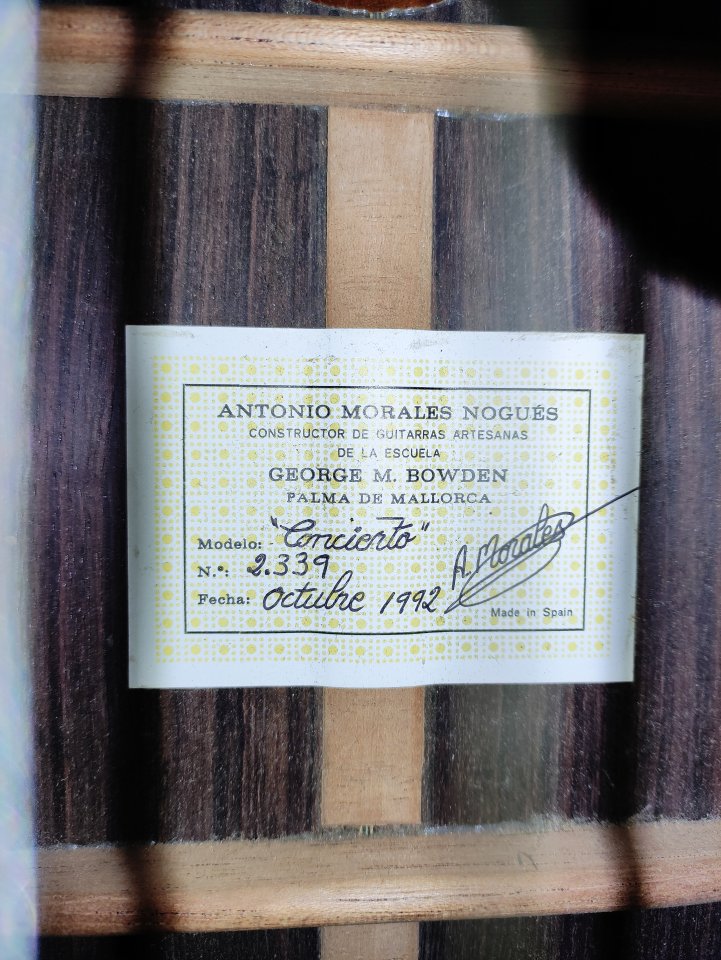 ANTONIO MORALES NOGUÉS
CONSTRUCTOR DE GUITARRAS ARTESANAS
DE LA ESCUELA
GEORGE M. BOWDEN
PALMA DE MALLORCA
Modelo: "Concierto"
N.º: 2.339
Fecha: octubre 1992
A. Morales
Made in Spain